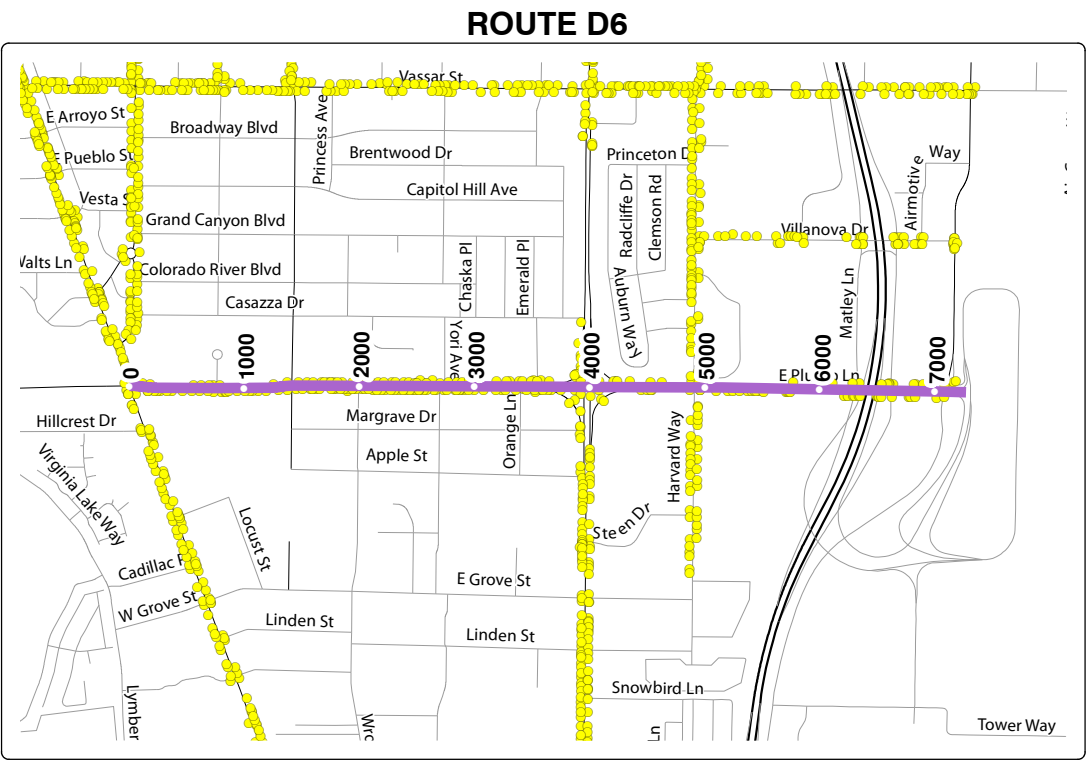 ROUTE D6
Vassar St
E Arroyo St
Broadway Blvd
Princess Ave
E Pueblo St
Brentwood Dr
Princeton D
Way
Airmotive
Vesta S
Capitol Hill Ave
Radcliffe Dr
Clemson Rd
Grand Canyon Blvd
Villanova Dr
Walts Ln
Colorado River Blvd
Chaska Pl
Emerald Pl
Auburn Way
Matley Ln
Casazza Dr
Yori Ave
0
1000
2000
3000
4000
5000
6000
7000
Hillcrest Dr
Margrave Dr
Orange Ln
Harvard Way
Apple St
Virginia Lake Way
Locust St
Steen Dr
Cadillac P
E Grove St
W Grove St
Linden St
Linden St
Snowbird Ln
Lymber
Wre
Ln
Tower Way